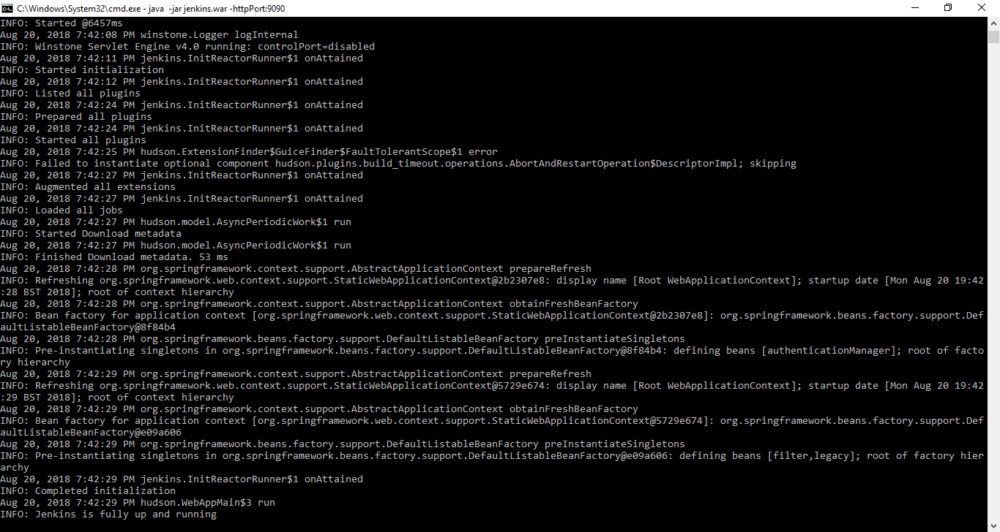 C:\Windows\System32\cmd.exe - java  -jar jenkins.war -httpPort:9090
INFO: Started @6457ms
Aug 20, 2018 7:42:08 PM winstone.Logger logInternal
INFO: Winstone Servlet Engine v4.0 running: controlPort=disabled
Aug 20, 2018 7:42:11 PM jenkins.InitReactorRunner$1 onAttained
INFO: Started initialization
Aug 20, 2018 7:42:12 PM jenkins.InitReactorRunner$1 onAttained
INFO: Listed all plugins
Aug 20, 2018 7:42:24 PM jenkins.InitReactorRunner$1 onAttained
INFO: Prepared all plugins
Aug 20, 2018 7:42:24 PM jenkins.InitReactorRunner$1 onAttained
INFO: Started all plugins
Aug 20, 2018 7:42:25 PM hudson.ExtensionFinder$GuiceFinder$FaultTolerantScope$1 error
INFO: Failed to instantiate optional component hudson.plugins.build_timeout.operations.AbortAndRestartOperation$DescriptorImpl; skipping
Aug 20, 2018 7:42:27 PM jenkins.InitReactorRunner$1 onAttained
INFO: Augmented all extensions
Aug 20, 2018 7:42:27 PM jenkins.InitReactorRunner$1 onAttained
INFO: Loaded all jobs
Aug 20, 2018 7:42:27 PM hudson.model.AsyncPeriodicWork$1 run
INFO: Started Download metadata
Aug 20, 2018 7:42:27 PM hudson.model.AsyncPeriodicWork$1 run
INFO: Finished Download metadata. 53 ms
Aug 20, 2018 7:42:28 PM org.springframework.context.support.AbstractApplicationContext prepareRefresh
INFO: Refreshing org.springframework.web.context.support.StaticWebApplicationContext@2b2307e8: display name [Root WebApplicationContext]; startup date [Mon Aug 20 19:42
:28 BST 2018]; root of context hierarchy
Aug 20, 2018 7:42:28 PM org.springframework.context.support.AbstractApplicationContext obtainFreshBeanFactory
INFO: Bean factory for application context [org.springframework.web.context.support.StaticWebApplicationContext@2b2307e8]: org.springframework.beans.factory.support.Def
aultListableBeanFactory@8f84b4
Aug 20, 2018 7:42:28 PM org.springframework.beans.factory.support.DefaultListableBeanFactory preInstantiateSingletons
INFO: Pre-instantiating singletons in org.springframework.beans.factory.support.DefaultListableBeanFactory@8f84b4: defining beans [authenticationManager]; root of facto
ry hierarchy
Aug 20, 2018 7:42:29 PM org.springframework.context.support.AbstractApplicationContext prepareRefresh
INFO: Refreshing org.springframework.web.context.support.StaticWebApplicationContext@5729e674: display name [Root WebApplicationContext]; startup date [Mon Aug 20 19:42
:29 BST 2018]; root of context hierarchy
Aug 20, 2018 7:42:29 PM org.springframework.context.support.AbstractApplicationContext obtainFreshBeanFactory
INFO: Bean factory for application context [org.springframework.web.context.support.StaticWebApplicationContext@5729e674]: org.springframework.beans.factory.support.Def
aultListableBeanFactory@e09a606
Aug 20, 2018 7:42:29 PM org.springframework.beans.factory.support.DefaultListableBeanFactory preInstantiateSingletons
INFO: Pre-instantiating singletons in org.springframework.beans.factory.support.DefaultListableBeanFactory@e09a606: defining beans [filter,legacy]; root of factory hier
archy
Aug 20, 2018 7:42:29 PM jenkins.InitReactorRunner$1 onAttained
INFO: Completed initialization
Aug 20, 2018 7:42:29 PM hudson.WebAppMain$3 run
INFO: Jenkins is fully up and running